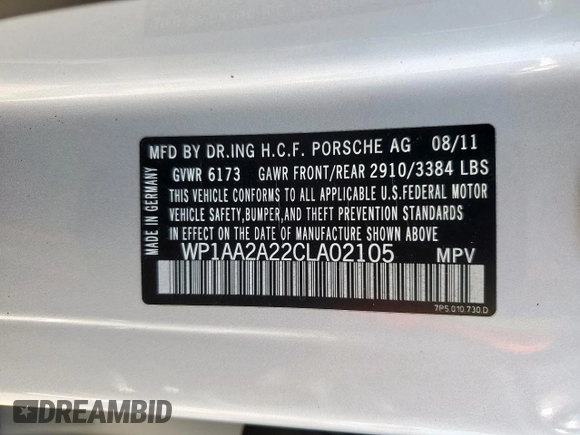 MFD BY DR.ING H.C.F. PORSCHE AG 08/11
GVWR 6173 GAWR FRONT/REAR 2910/3384 LBS
THIS VEHICLE CONFORMS TO ALL APPLICABLE U.S.FEDERAL MOTOR
VEHICLE SAFETY,BUMPER,AND THEFT PREVENTION STANDARDS
IN EFFECT ON THE DATE OF MANUFACTURE SHOWN ABOVE
WP1AA2A22CLA02105 MPV
7P5.010.730.D
MADE IN GERMANY
DREAMBID